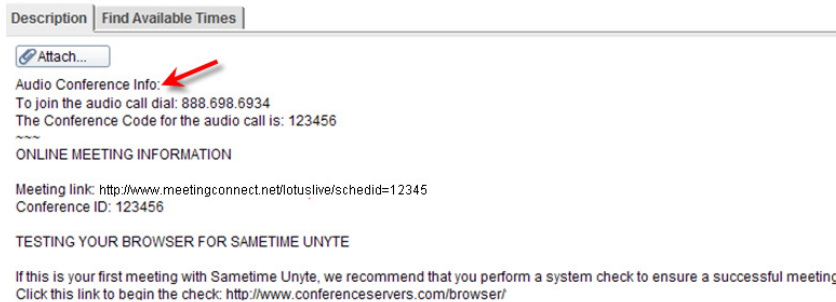 Description Find Available Times
Attach...
Audio Conference Info:
To join the audio call dial: 888.698.6934
The Conference Code for the audio call is: 123456
~~~
ONLINE MEETING INFORMATION
Meeting link: http://www.meetingconnect.net/lotuslive/schedid=12345
Conference ID: 123456
TESTING YOUR BROWSER FOR SAMETIME UNYTE
If this is your first meeting with Sametime Unyte, we recommend that you perform a system check to ensure a successful meeting
Click this link to begin the check: http://www.conferenceservers.com/browser/